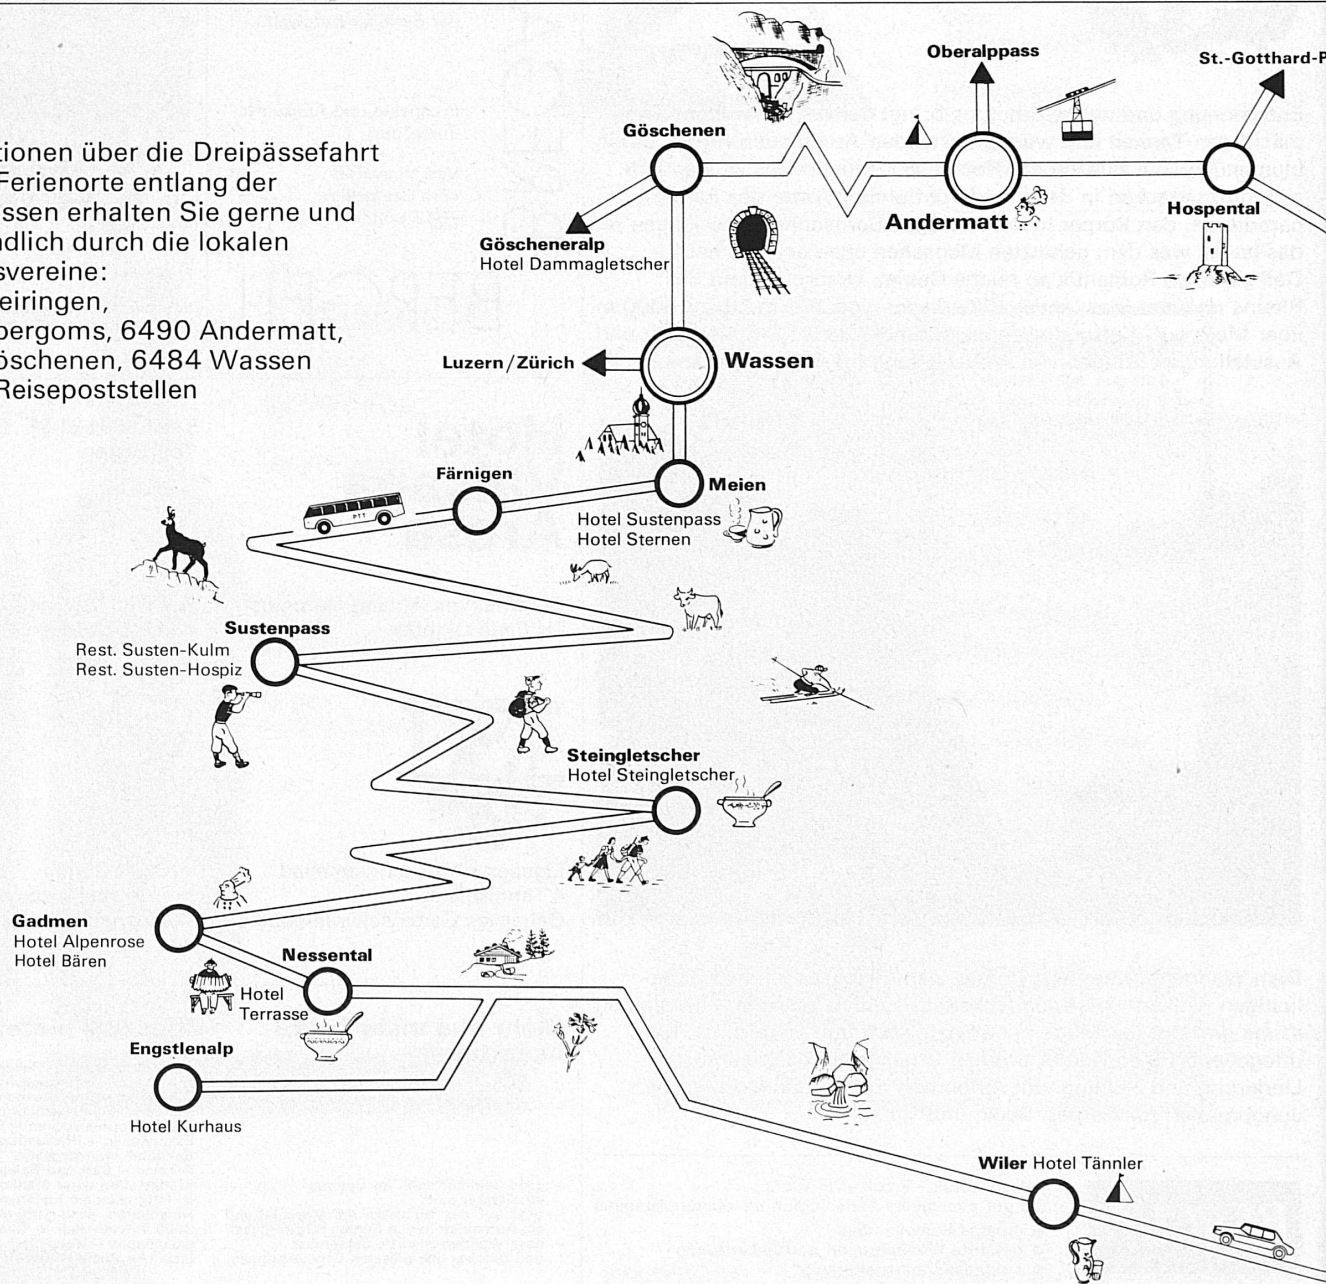 Oberalppass
St.-Gotthard-P
Göschenen
tionen über die Dreipässefahrt
Ferienorte entlang der
issen erhalten Sie gerne und
ndlich durch die lokalen
svereine:
eiringen,
bergoms, 6490 Andermatt,
öschenen, 6484 Wassen
Reisepoststellen
Andermatt
Hospental
Göscheneralp
Hotel Dammagletscher
Luzern/Zürich
Wassen
Färnigen
Meien
PTT
Hotel Sustenpass
Hotel Sternen
Sustenpass
Rest. Susten-Kulm
Rest. Susten-Hospiz
Steingletscher
Hotel Steingletscher
Gadmen
Hotel Alpenrose
Hotel Bären
Nessental
Hotel
Terrasse
Engstlenalp
Hotel Kurhaus
Wiler Hotel Tännler